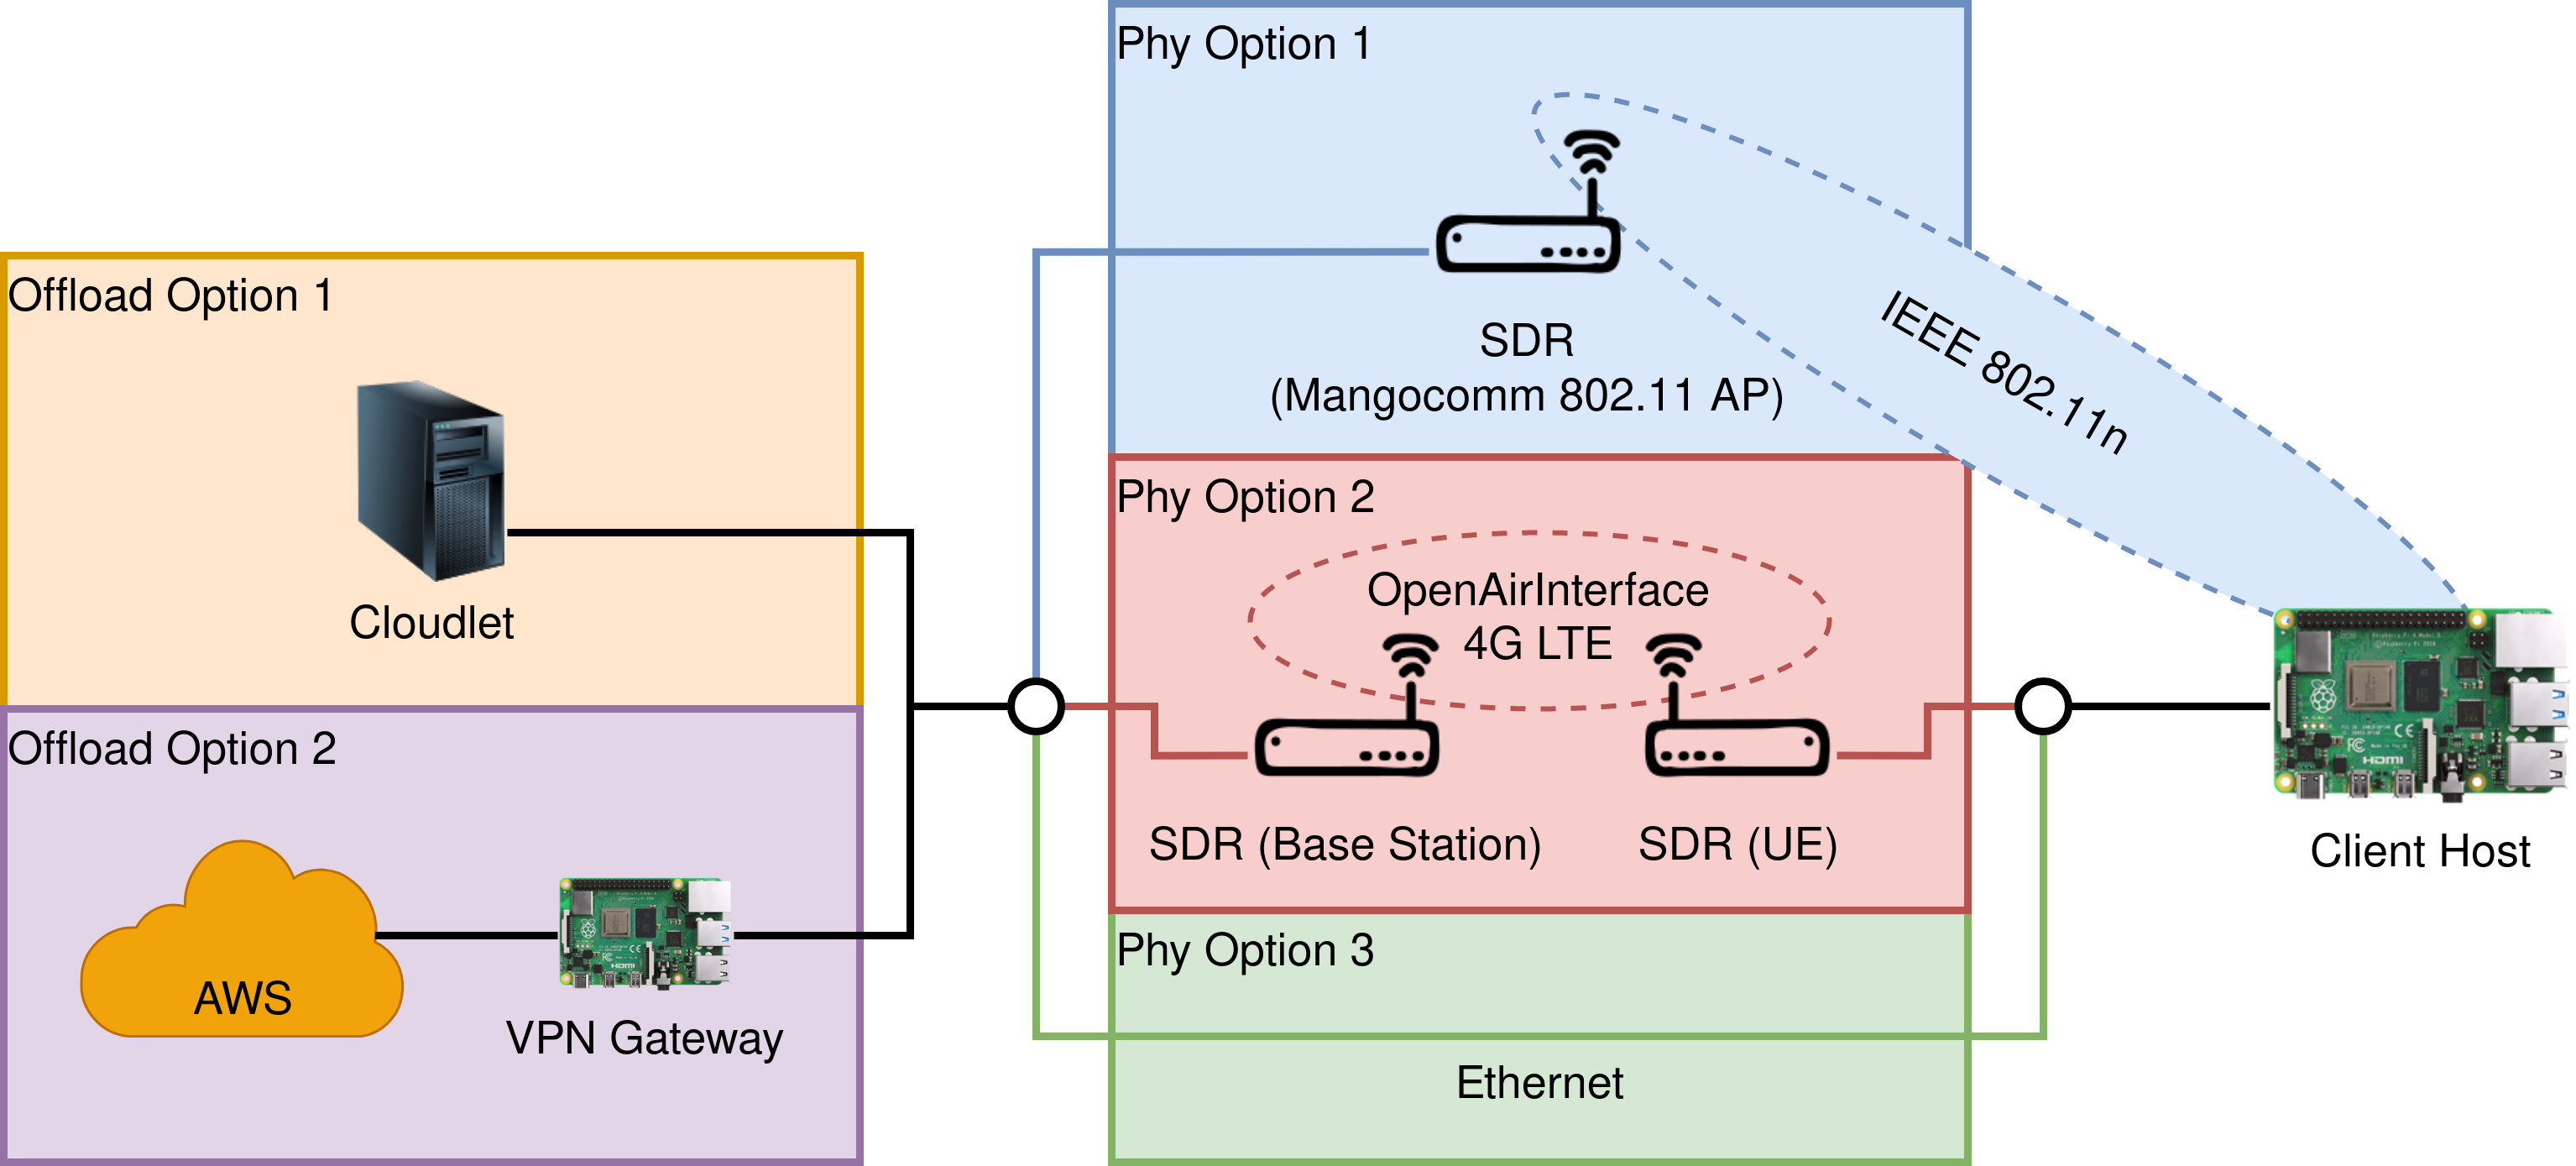 Phy Option 1
SDR
(Mangocomm 802.11 AP)
IEEE 802.11n
Offload Option 1
Cloudlet
Phy Option 2
OpenAirInterface
4G LTE
SDR (Base Station)
SDR (UE)
Client Host
Offload Option 2
AWS
VPN Gateway
Phy Option 3
Ethernet
HDMI
HDMI